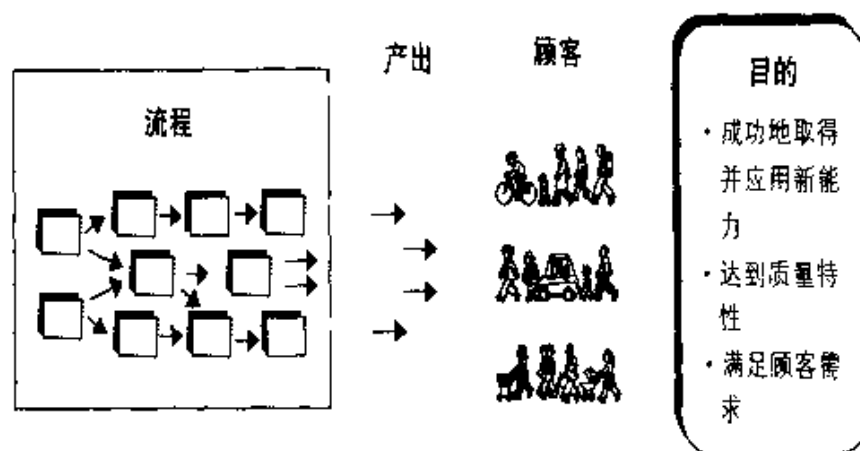 产出
顾客
流程
目的
· 成功地取得
并应用新能
力
· 达到质量特
性
· 满足顾客需
求